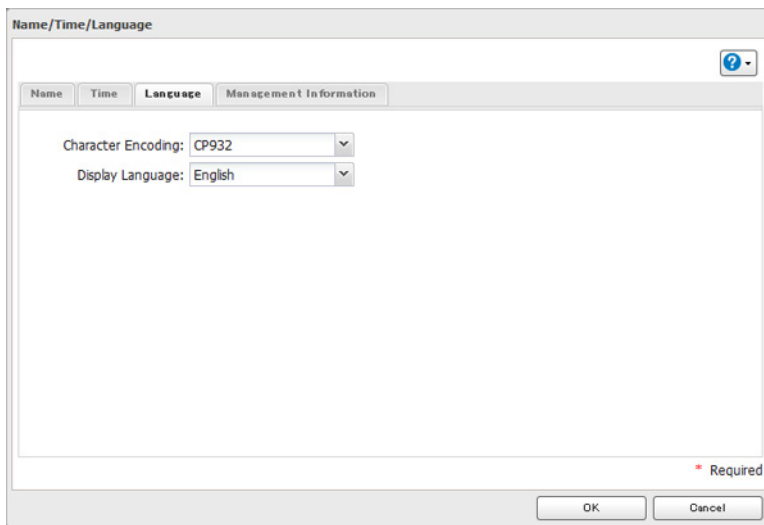 Name/Time/Language
?
Name Time Language Management Information
Character Encoding: CP932
Display Language: English
* Required
OK Cancel